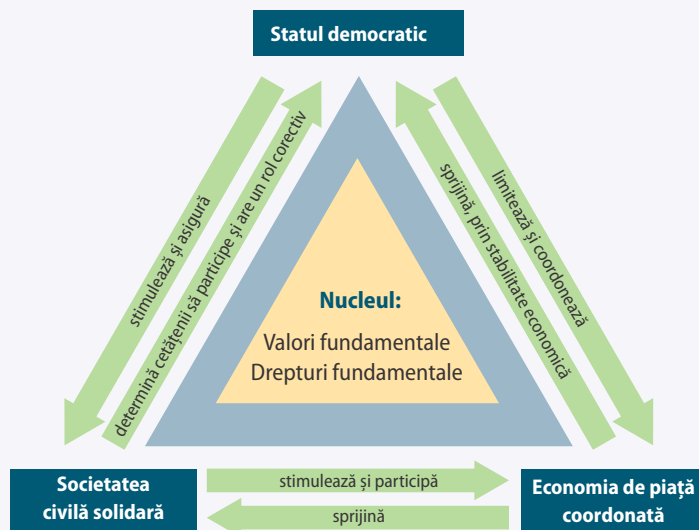 Statul democratic
stimulează și asigură
determină cetățenii să participe și are un rol corectiv
sprijină, prin stabilitate economică
limitează și coordonează
Nucleul:
Valori fundamentale
Drepturi fundamentale
Societatea
civilă solidară
stimulează și participă
sprijină
Economia de piață
coordonată